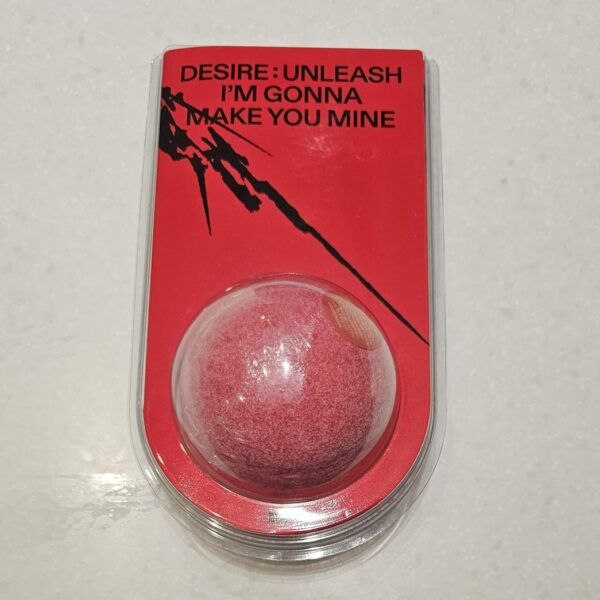 DESIRE : UNLEASH
I'M GONNA
MAKE YOU MINE